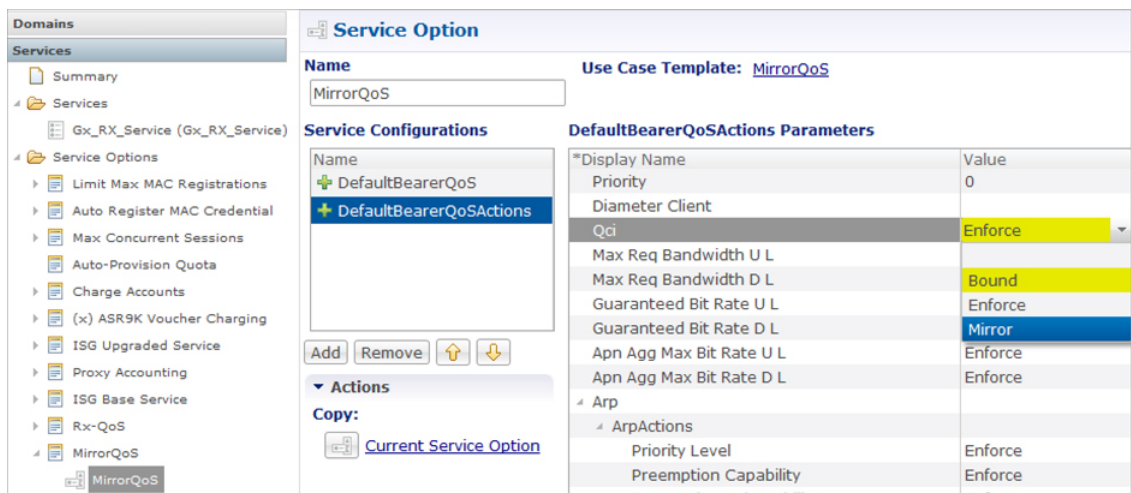 Domains
Services
Summary
Services
Gx_RX_Service (Gx_RX_Service)
Service Options
Limit Max MAC Registrations
Auto Register MAC Credential
Max Concurrent Sessions
Auto-Provision Quota
Charge Accounts
(x) ASR9K Voucher Charging
ISG Upgraded Service
Proxy Accounting
ISG Base Service
Rx-QoS
MirrorQoS
MirrorQoS
Service Option
Name
MirrorQoS
Use Case Template: MirrorQoS
Service Configurations
Name
DefaultBearerQoS
DefaultBearerQoSActions
Add Remove
Actions
Copy:
Current Service Option
DefaultBearerQoSActions Parameters
*Display Name Value
Priority 0
Diameter Client
Qci Enforce
Max Req Bandwidth U L
Max Req Bandwidth D L Bound
Guaranteed Bit Rate U L Enforce
Guaranteed Bit Rate D L Mirror
Apn Agg Max Bit Rate U L Enforce
Apn Agg Max Bit Rate D L Enforce
Arp
ArpActions
Priority Level Enforce
Preemption Capability Enforce